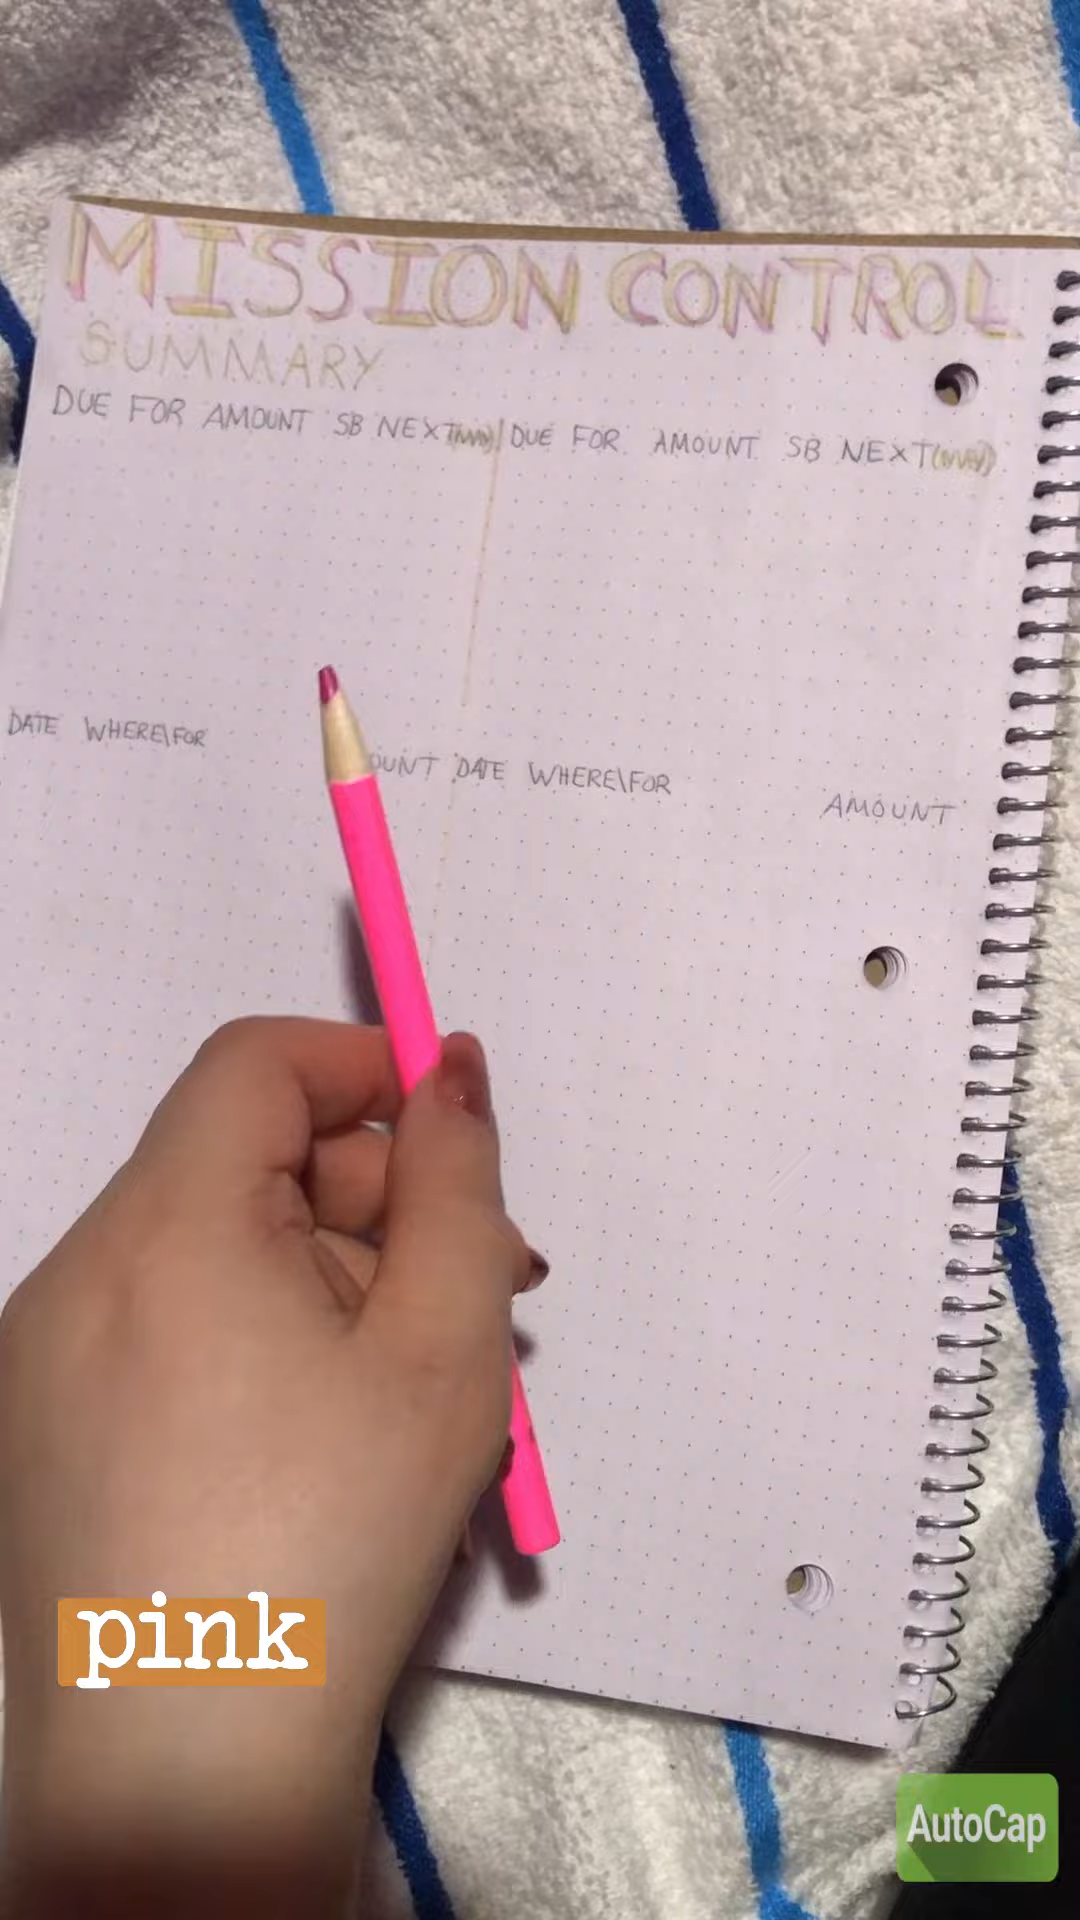 MISSION CONTROL
SUMMARY
DUE FOR AMOUNT SB NEXT DUE FOR AMOUNT SB NEXT
DATE WHERE\FOR OUNT DATE WHERE\FOR AMOUNT
pink
AutoCap